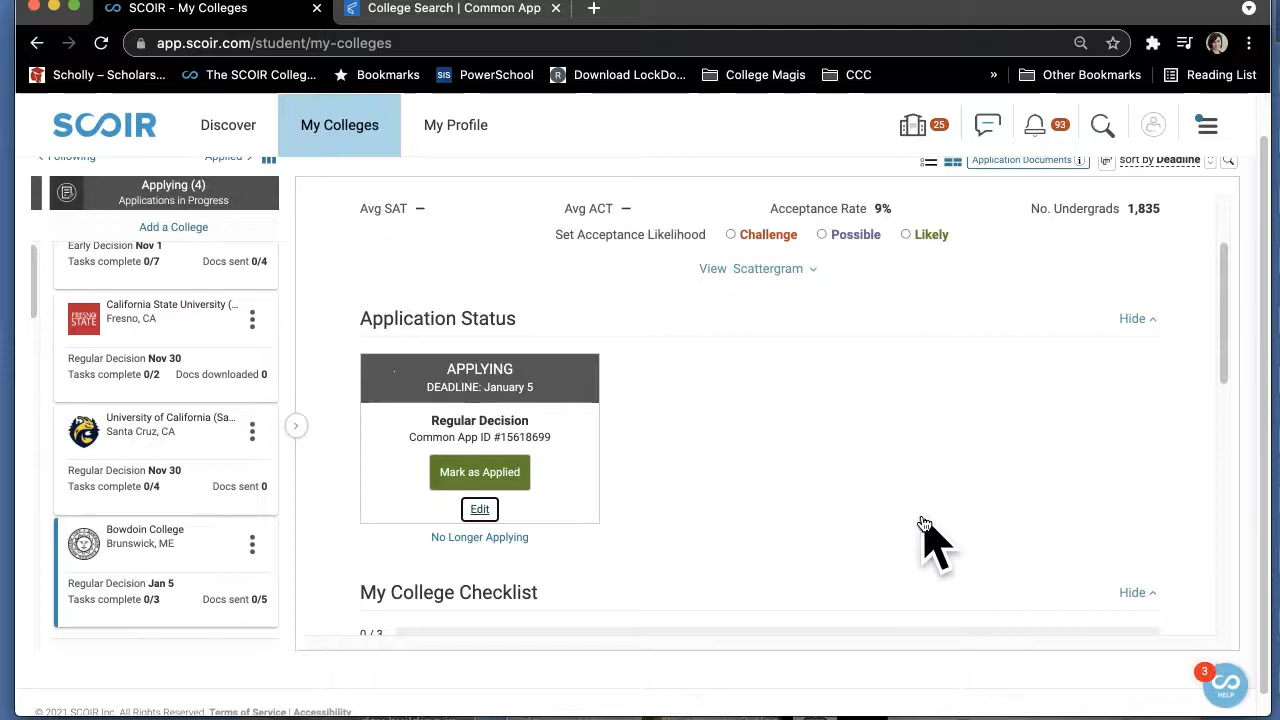 SCOIR - My Colleges
College Search | Common App
app.scoir.com/student/my-colleges
Scholly – Scholars...
The SCOIR Colleg...
Bookmarks
SIS
PowerSchool
R
Download LockDo...
College Magis
CCC
»
Other Bookmarks
Reading List
SCOIR
Discover
My Colleges
My Profile
25
93
Following
Applied
Application Documents
sort by Deadline
Applying (4)
Applications in Progress
Add a College
Early Decision Nov 1
Tasks complete 0/7 Docs sent 0/4
FRESNO STATE
California State University (...
Fresno, CA
Regular Decision Nov 30
Tasks complete 0/2 Docs downloaded 0
University of California (Sa...
Santa Cruz, CA
Regular Decision Nov 30
Tasks complete 0/4 Docs sent 0
Bowdoin College
Brunswick, ME
Regular Decision Jan 5
Tasks complete 0/3 Docs sent 0/5
Avg SAT – Avg ACT – Acceptance Rate 9% No. Undergrads 1,835
Set Acceptance Likelihood Challenge Possible Likely
View Scattergram
Application Status Hide
APPLYING
DEADLINE: January 5
Regular Decision
Common App ID #15618699
Mark as Applied
Edit
No Longer Applying
My College Checklist Hide
0 / 3
3
HELP
© 2021 SCOIR Inc. All Rights Reserved. Terms of Service | Accessibility